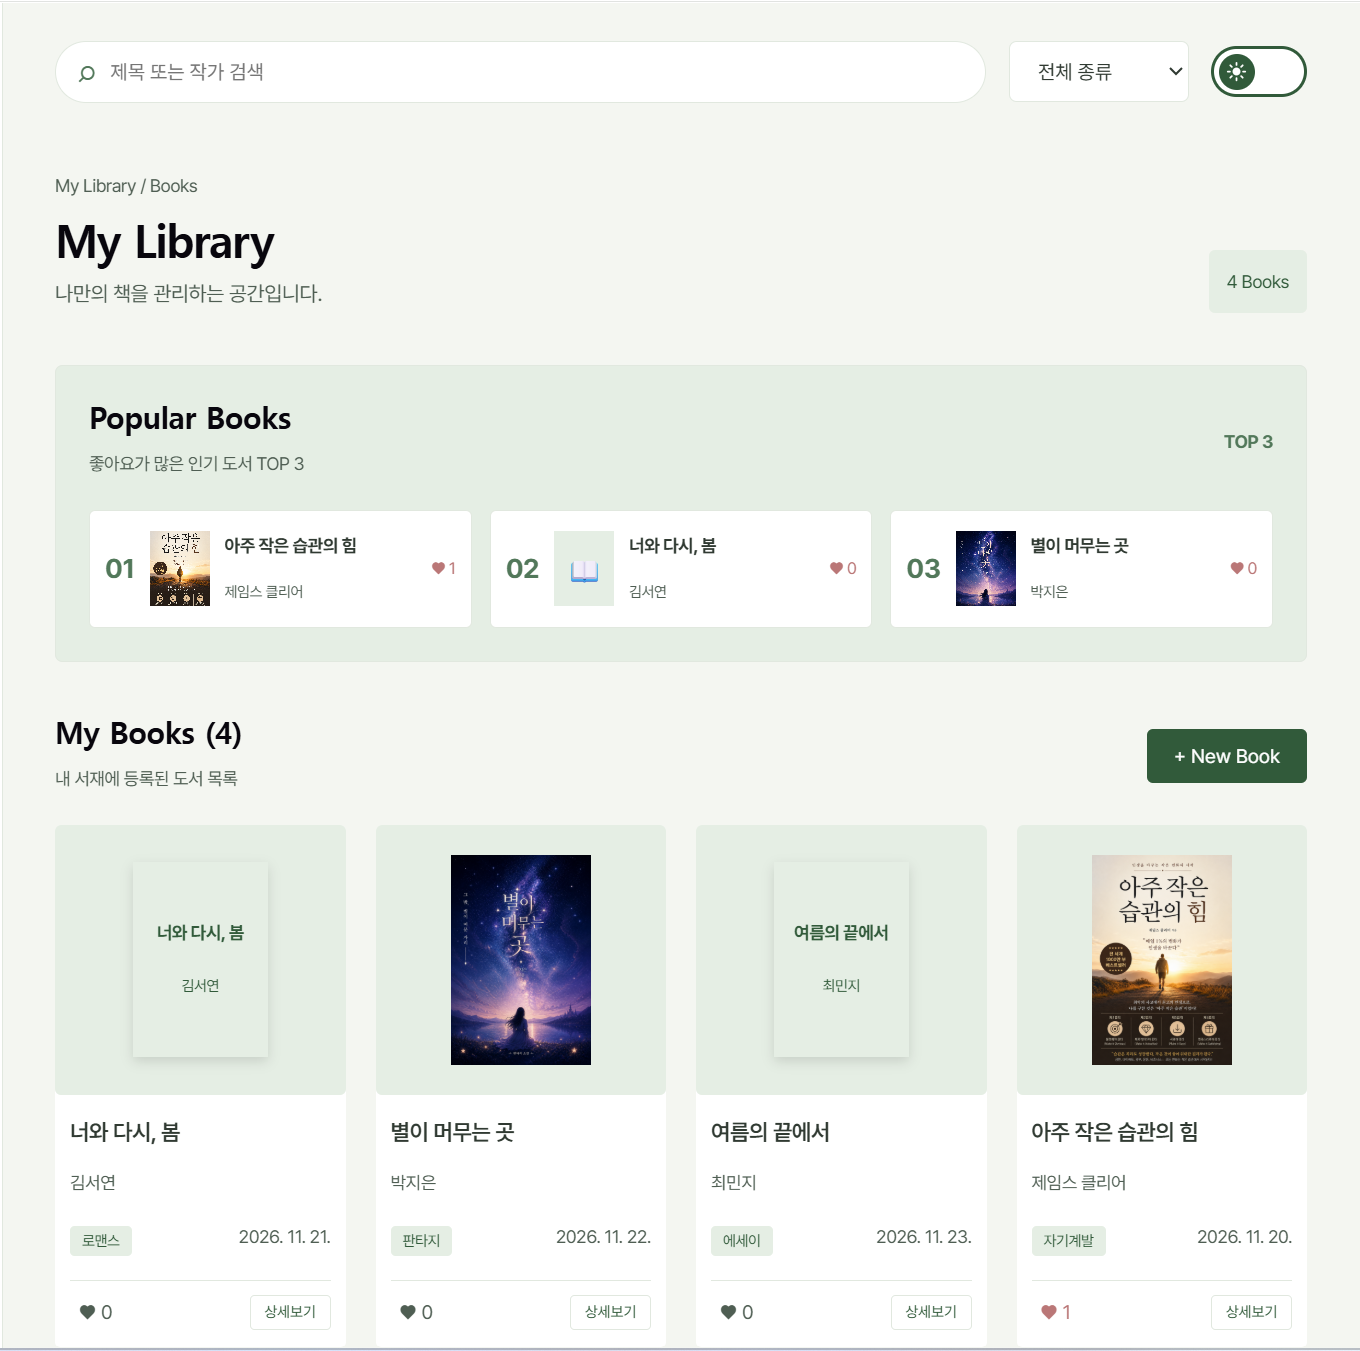 제목 또는 작가 검색
전체 종류
My Library / Books
My Library
나만의 책을 관리하는 공간입니다.
4 Books
Popular Books
좋아요가 많은 인기 도서 TOP 3
TOP 3
01
아주 작은 습관의 힘
제임스 클리어
1
02
너와 다시, 봄
김서연
0
03
별이 머무는 곳
박지은
0
My Books (4)
내 서재에 등록된 도서 목록
+ New Book
너와 다시, 봄
김서연
별이
머무는
곳
여름의 끝에서
최민지
아주 작은
습관의 힘
너와 다시, 봄
김서연
로맨스
2026. 11. 21.
0
상세보기
별이 머무는 곳
박지은
판타지
2026. 11. 22.
0
상세보기
여름의 끝에서
최민지
에세이
2026. 11. 23.
0
상세보기
아주 작은 습관의 힘
제임스 클리어
자기계발
2026. 11. 20.
1
상세보기